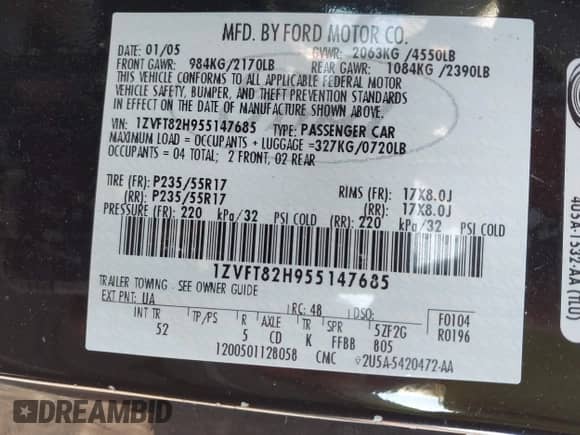 MFD. BY FORD MOTOR CO.
DATE: 01/05 GVWR: 2063KG /4550LB
FRONT GAWR: 984KG /2170LB REAR GAWR: 1084KG /2390LB
THIS VEHICLE CONFORMS TO ALL APPLICABLE FEDERAL MOTOR
VEHICLE SAFETY, BUMPER, AND THEFT PREVENTION STANDARDS
IN EFFECT ON THE DATE OF MANUFACTURE SHOWN ABOVE.
VIN: 1ZVFT82H955147685 TYPE: PASSENGER CAR
MAXIMUM LOAD = OCCUPANTS + LUGGAGE =327KG/0720LB
OCCUPANTS = 04 TOTAL; 2 FRONT, 02 REAR
TIRE (FR): P235/55R17 RIMS (FR): 17X8.0J
(RR): P235/55R17 (RR): 17X8.0J
PRESSURE (FR): 220 kPa/32 PSI COLD (RR): 220 kPa/32 PSI COLD
1ZVFT82H955147685
TRAILER TOWING - SEE OWNER GUIDE
EXT PNT: UA RC: 48 DSO: F0104
INT TR TP/PS R AXLE TR SPR 5ZF2G R0196
52 5 CD K FFBB 805
1200501128058 CMC 2U5A-5420472-AA
4D5A-1532-AA (TLO)
DREAMBID